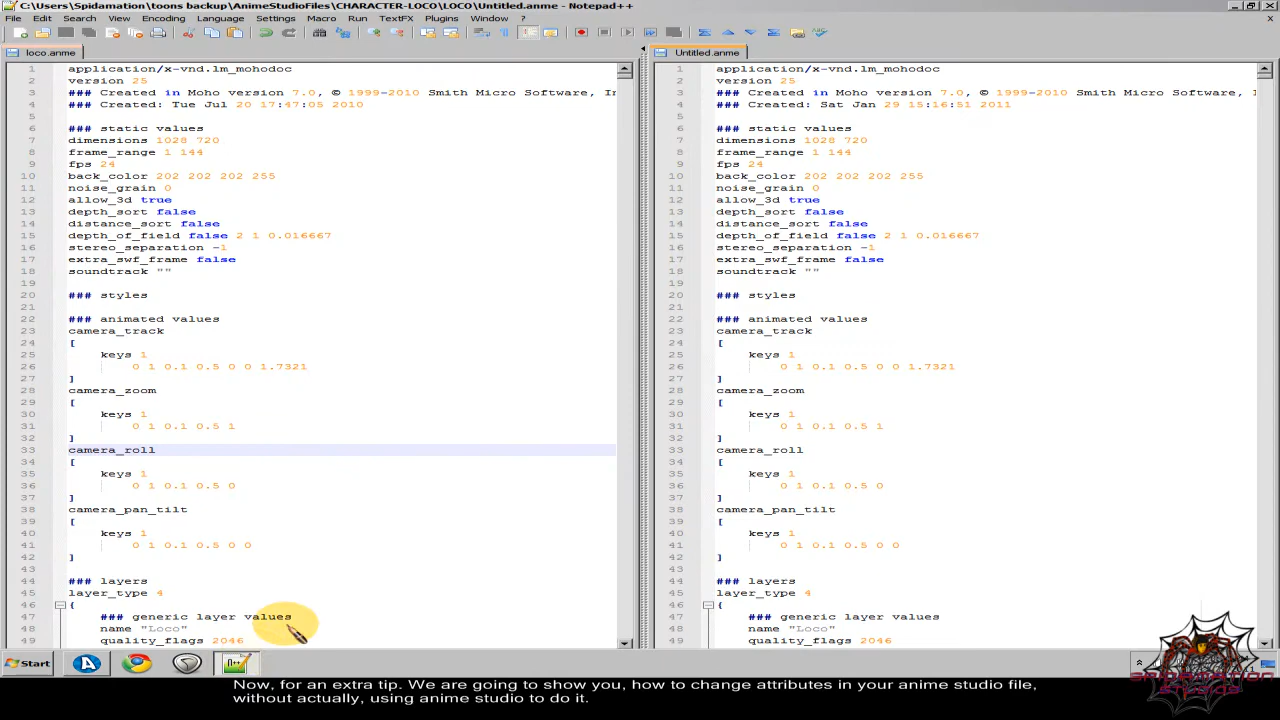 C:\Users\Spidamation\toons backup\AnimeStudioFiles\CHARACTER-LOCO\LOCO\Untitled.anme - Notepad++
File Edit Search View Encoding Language Settings Macro Run TextFX Plugins Window ?
loco.anme
1 application/x-vnd.lm_mohodoc
2 version 25
3 ### Created in Moho version 7.0, © 1999-2010 Smith Micro Software, In
4 ### Created: Tue Jul 20 17:47:05 2010
5
6 ### static values
7 dimensions 1028 720
8 frame_range 1 144
9 fps 24
10 back_color 202 202 202 255
11 noise_grain 0
12 allow_3d true
13 depth_sort false
14 distance_sort false
15 depth_of_field false 2 1 0.016667
16 stereo_separation -1
17 extra_swf_frame false
18 soundtrack ""
19
20 ### styles
21
22 ### animated values
23 camera_track
24 [
25 keys 1
26 0 1 0.1 0.5 0 0 1.7321
27 ]
28 camera_zoom
29 [
30 keys 1
31 0 1 0.1 0.5 1
32 ]
33 camera_roll
34 [
35 keys 1
36 0 1 0.1 0.5 0
37 ]
38 camera_pan_tilt
39 [
40 keys 1
41 0 1 0.1 0.5 0 0
42 ]
43
44 ### layers
45 layer_type 4
46 {
47 ### generic layer values
48 name "Loco"
49 quality_flags 2046
Untitled.anme
1 application/x-vnd.lm_mohodoc
2 version 25
3 ### Created in Moho version 7.0, © 1999-2010 Smith Micro Software, I
4 ### Created: Sat Jan 29 15:16:51 2011
5
6 ### static values
7 dimensions 1028 720
8 frame_range 1 144
9 fps 24
10 back_color 202 202 202 255
11 noise_grain 0
12 allow_3d true
13 depth_sort false
14 distance_sort false
15 depth_of_field false 2 1 0.016667
16 stereo_separation -1
17 extra_swf_frame false
18 soundtrack ""
19
20 ### styles
21
22 ### animated values
23 camera_track
24 [
25 keys 1
26 0 1 0.1 0.5 0 0 1.7321
27 ]
28 camera_zoom
29 [
30 keys 1
31 0 1 0.1 0.5 1
32 ]
33 camera_roll
34 [
35 keys 1
36 0 1 0.1 0.5 0
37 ]
38 camera_pan_tilt
39 [
40 keys 1
41 0 1 0.1 0.5 0 0
42 ]
43
44 ### layers
45 layer_type 4
46 {
47 ### generic layer values
48 name "Loco"
49 quality_flags 2046
Start
SPIDAMATION
STUDIOS
Now, for an extra tip. We are going to show you, how to change attributes in your anime studio file,
without actually, using anime studio to do it.